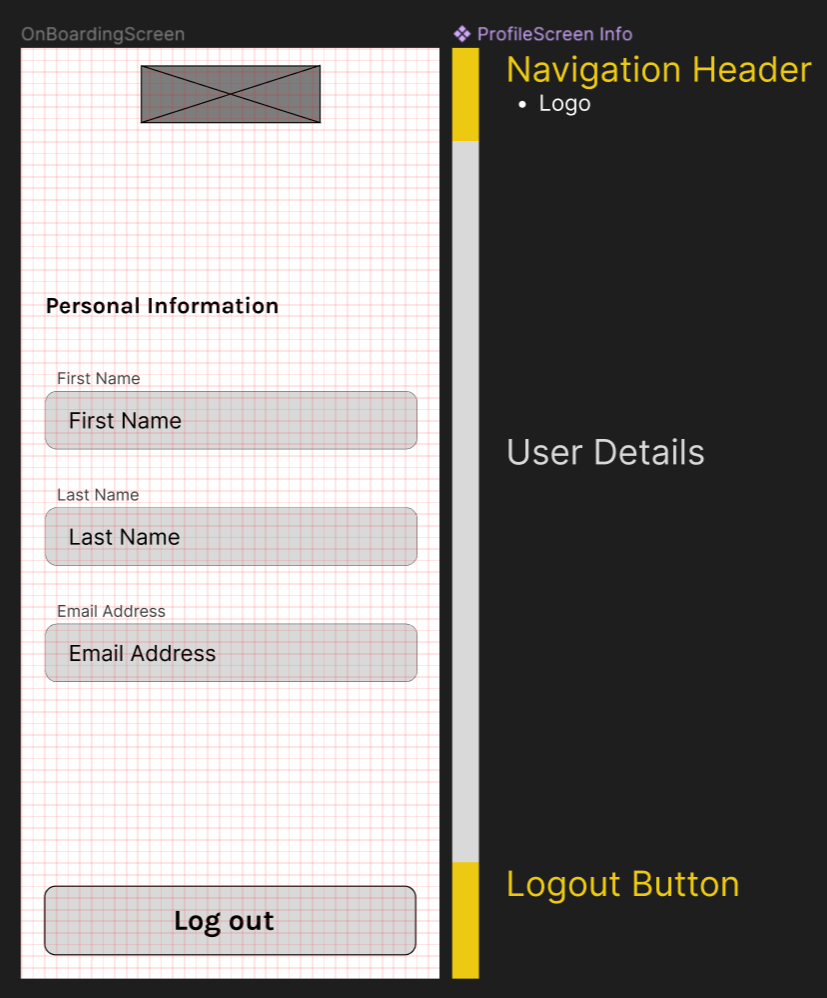 OnBoardingScreen
ProfileScreen Info
Navigation Header
• Logo
Personal Information
First Name
First Name
User Details
Last Name
Last Name
Email Address
Email Address
Logout Button
Log out